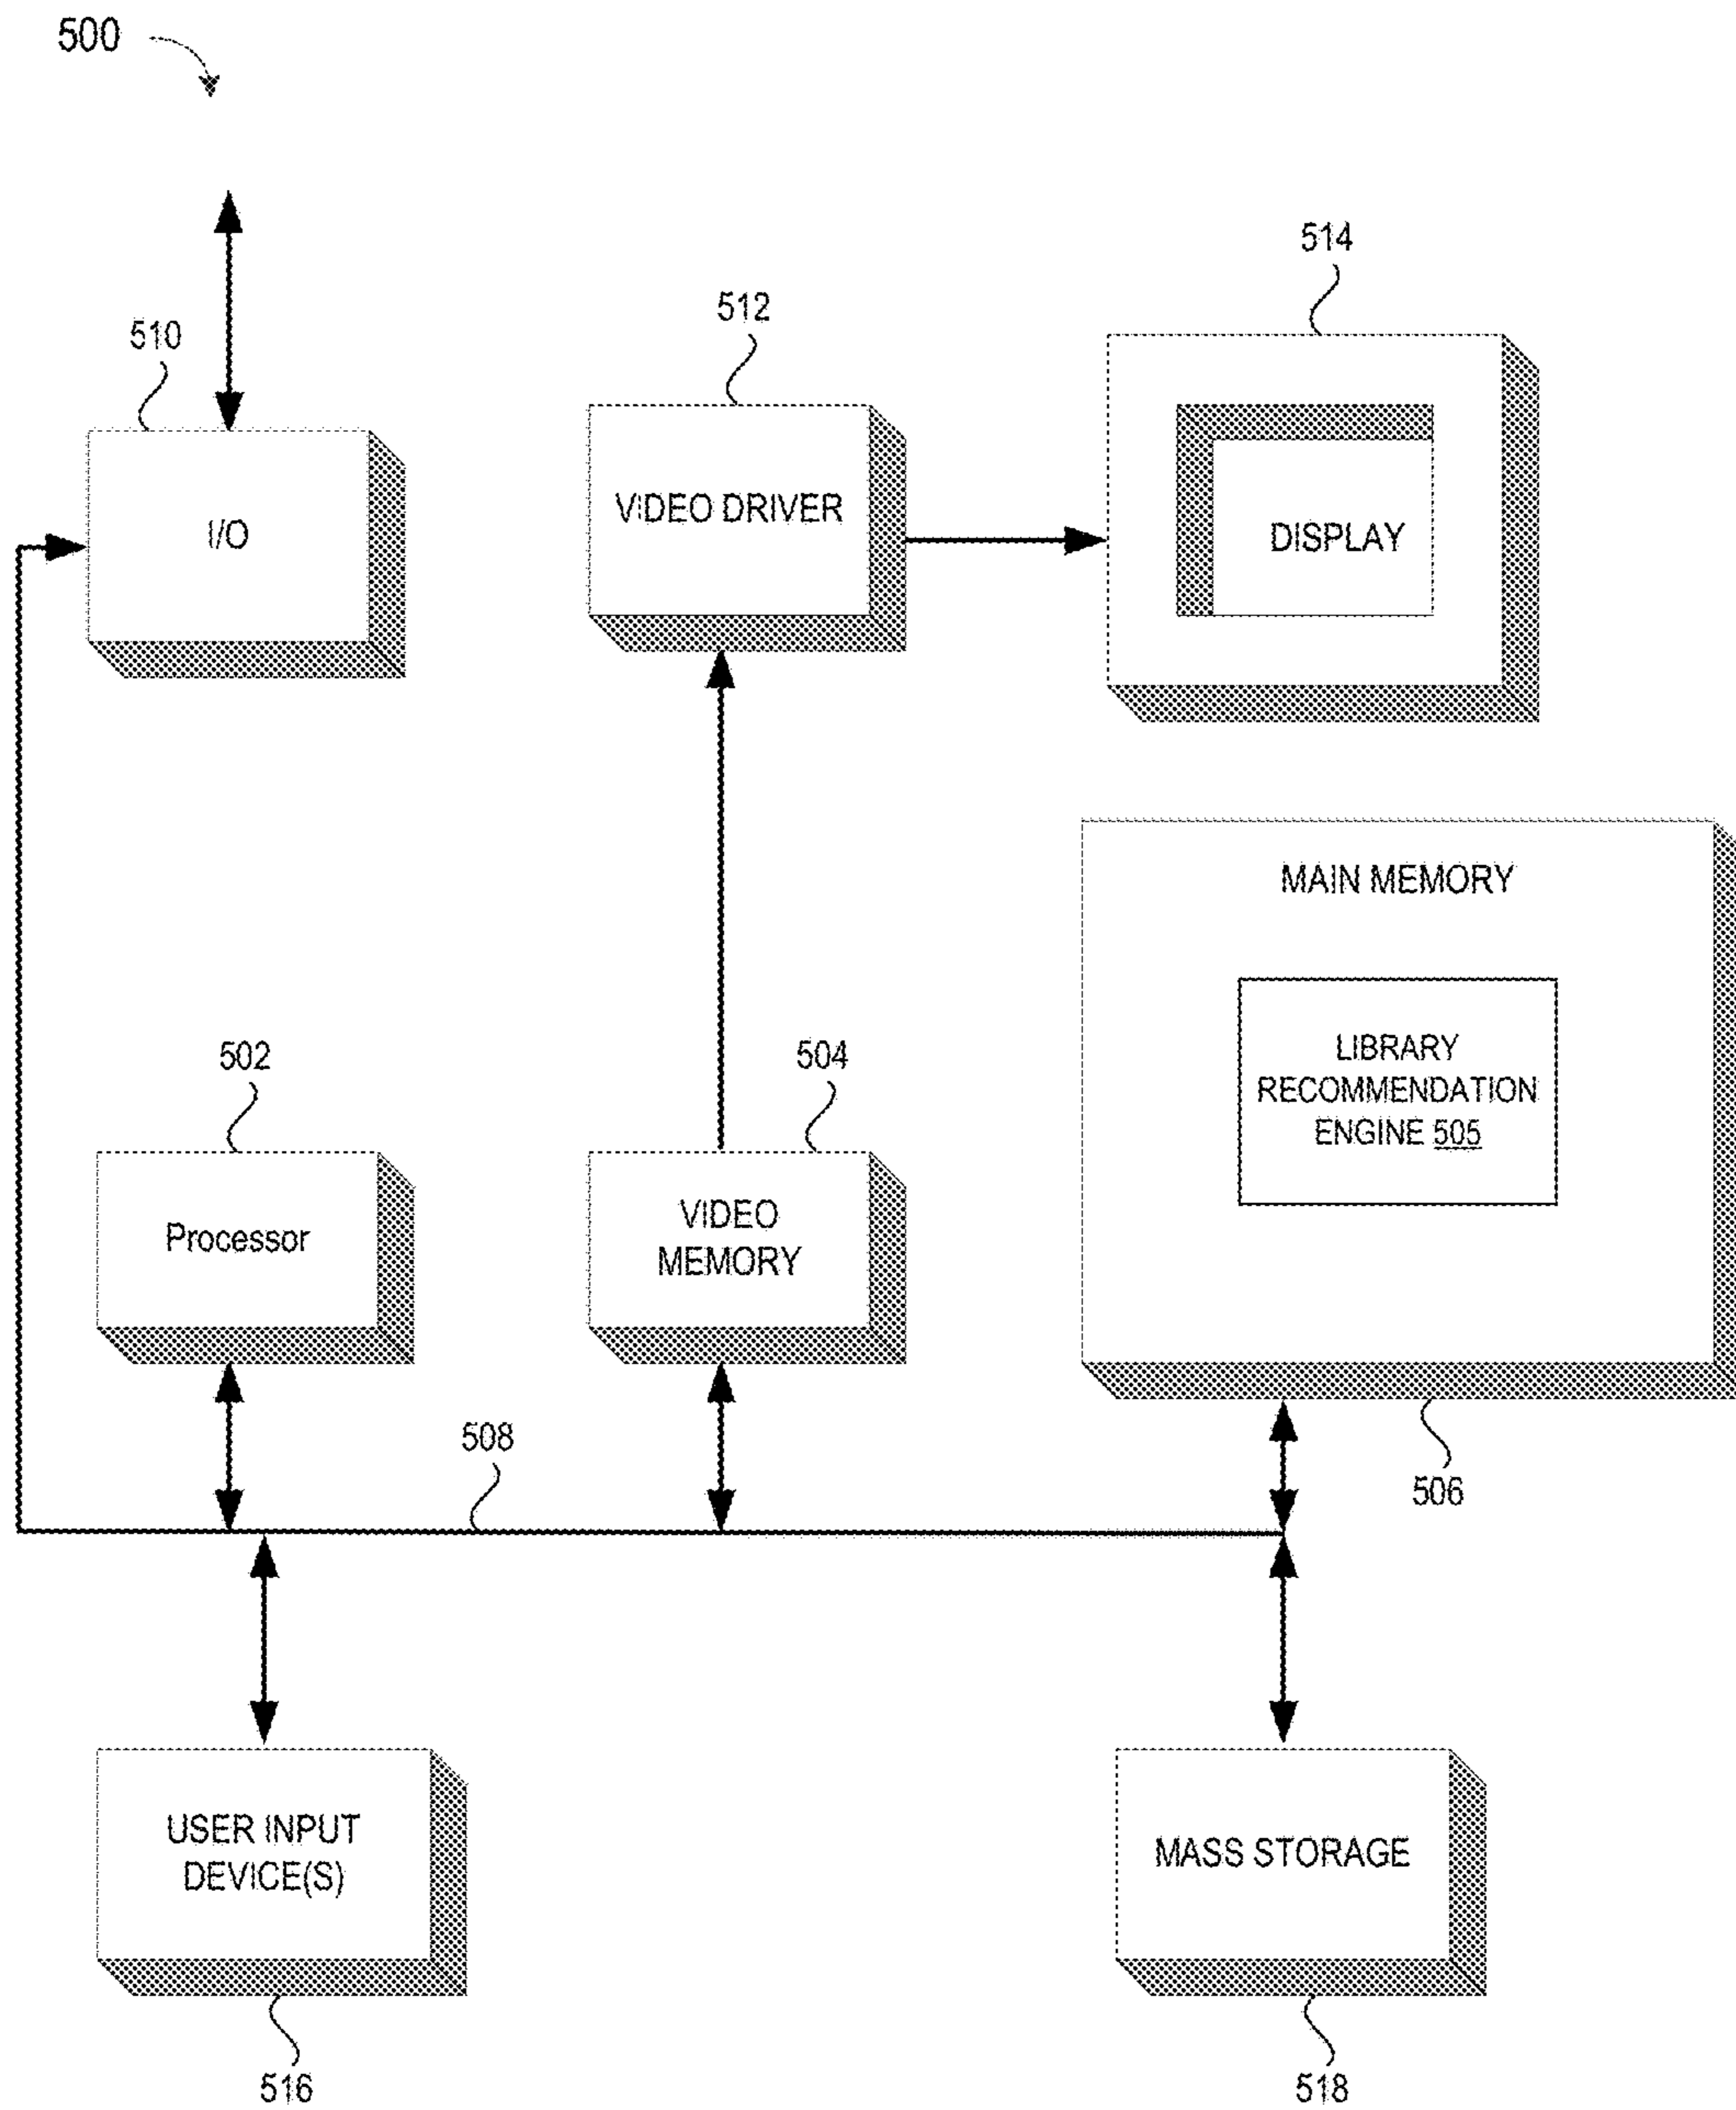 500
514
512
510
VIDEO DRIVER
I/O
DISPLAY
MAIN MEMORY
LIBRARY
RECOMMENDATION
ENGINE 505
502
504
Processor
VIDEO
MEMORY
508
506
USER INPUT
DEVICE(S)
MASS STORAGE
516
518